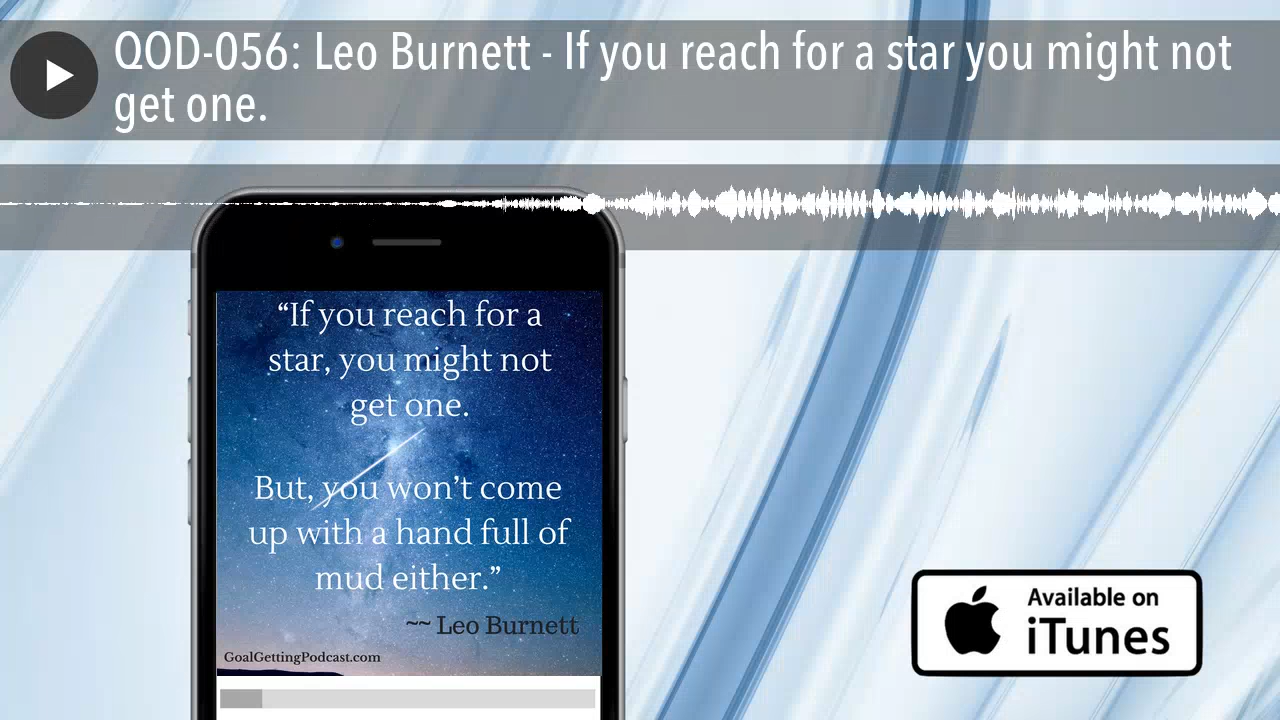 QOD-056: Leo Burnett - If you reach for a star you might not
get one.
“If you reach for a
star, you might not
get one.
But, you won’t come
up with a hand full of
mud either.”
~~ Leo Burnett
GoalGettingPodcast.com
Available on
iTunes